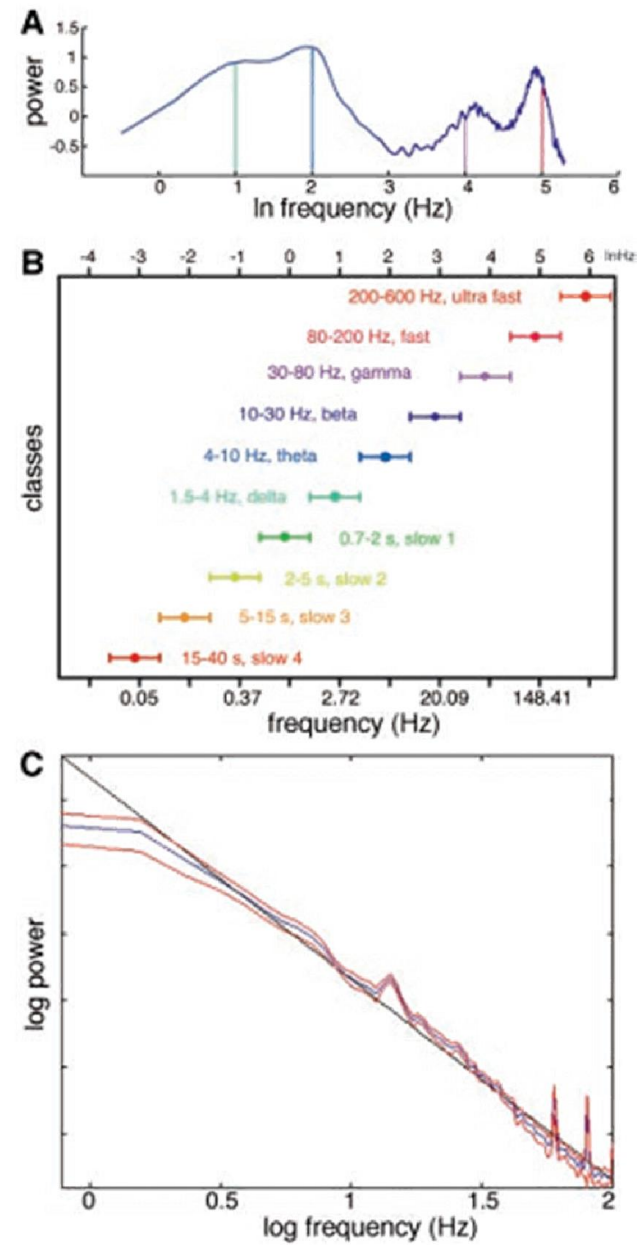 A
1.5
1
0.5
0
-0.5
power
0 1 2 3 4 5 6
ln frequency (Hz)
B
-4 -3 -2 -1 0 1 2 3 4 5 6 lnHz
200-600 Hz, ultra fast
80-200 Hz, fast
30-80 Hz, gamma
10-30 Hz, beta
4-10 Hz, theta
1.5-4 Hz, delta
0.7-2 s, slow 1
2-5 s, slow 2
5-15 s, slow 3
15-40 s, slow 4
classes
0.05 0.37 2.72 20.09 148.41
frequency (Hz)
C
log power
0 0.5 1 1.5 2
log frequency (Hz)